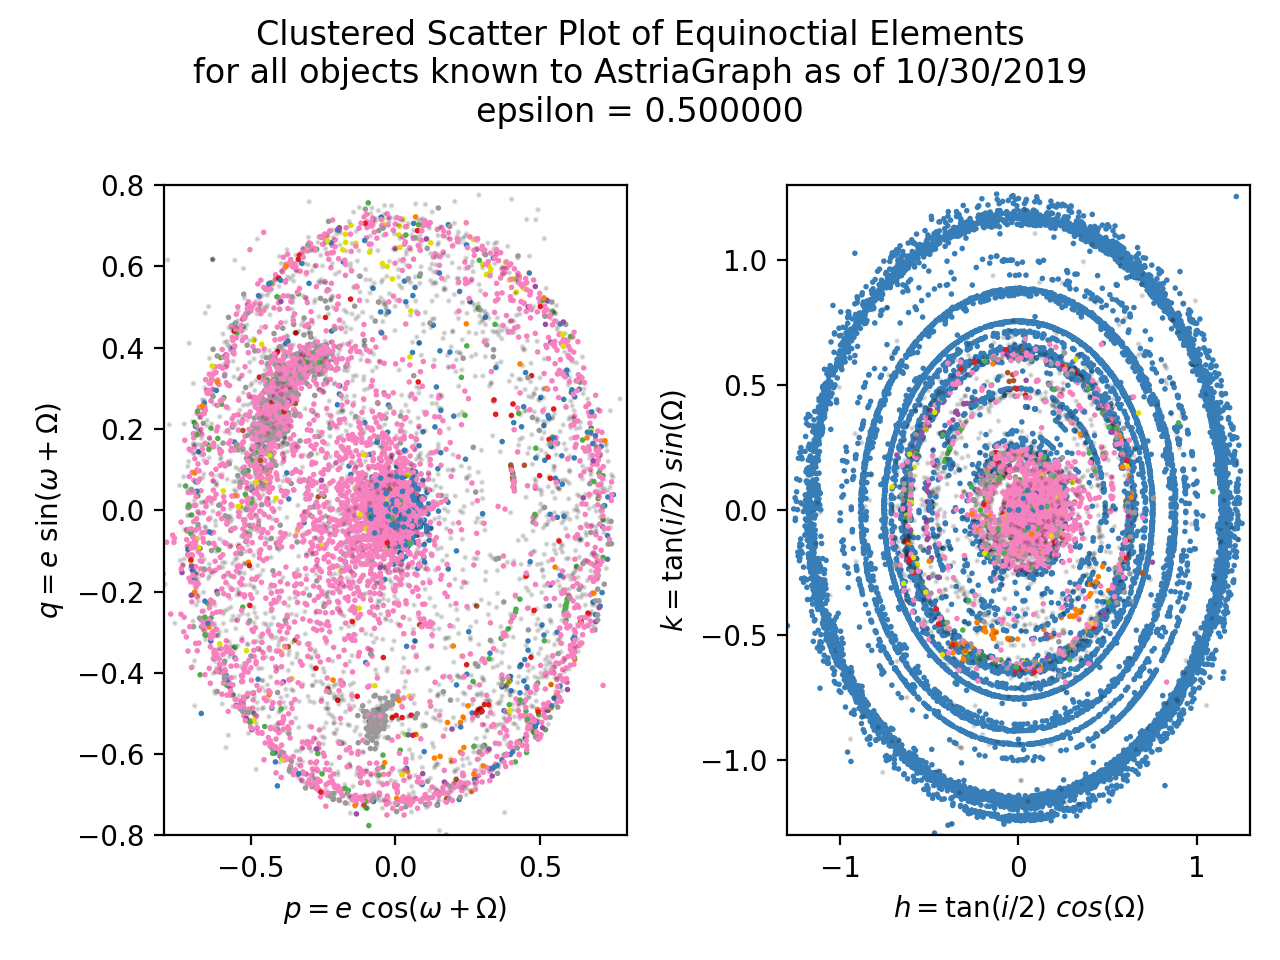 Clustered Scatter Plot of Equinoctial Elements
for all objects known to AstriaGraph as of 10/30/2019
epsilon = 0.500000
0.8
0.6
0.4
0.2
0.0
−0.2
−0.4
−0.6
−0.8
q = e sin(ω + Ω)
−0.5
0.0
0.5
p = e cos(ω + Ω)
1.0
0.5
0.0
−0.5
−1.0
k = tan(i/2) sin(Ω)
−1
0
1
h = tan(i/2) cos(Ω)